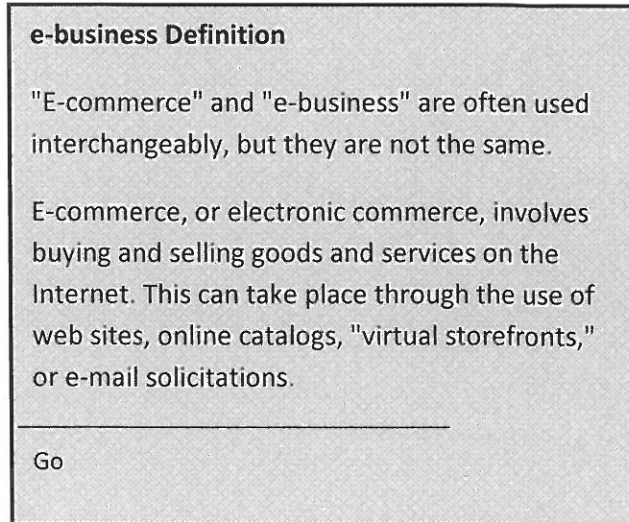 e-business Definition
"E-commerce" and "e-business" are often used
interchangeably, but they are not the same.
E-commerce, or electronic commerce, involves
buying and selling goods and services on the
Internet. This can take place through the use of
web sites, online catalogs, "virtual storefronts,"
or e-mail solicitations.
Go